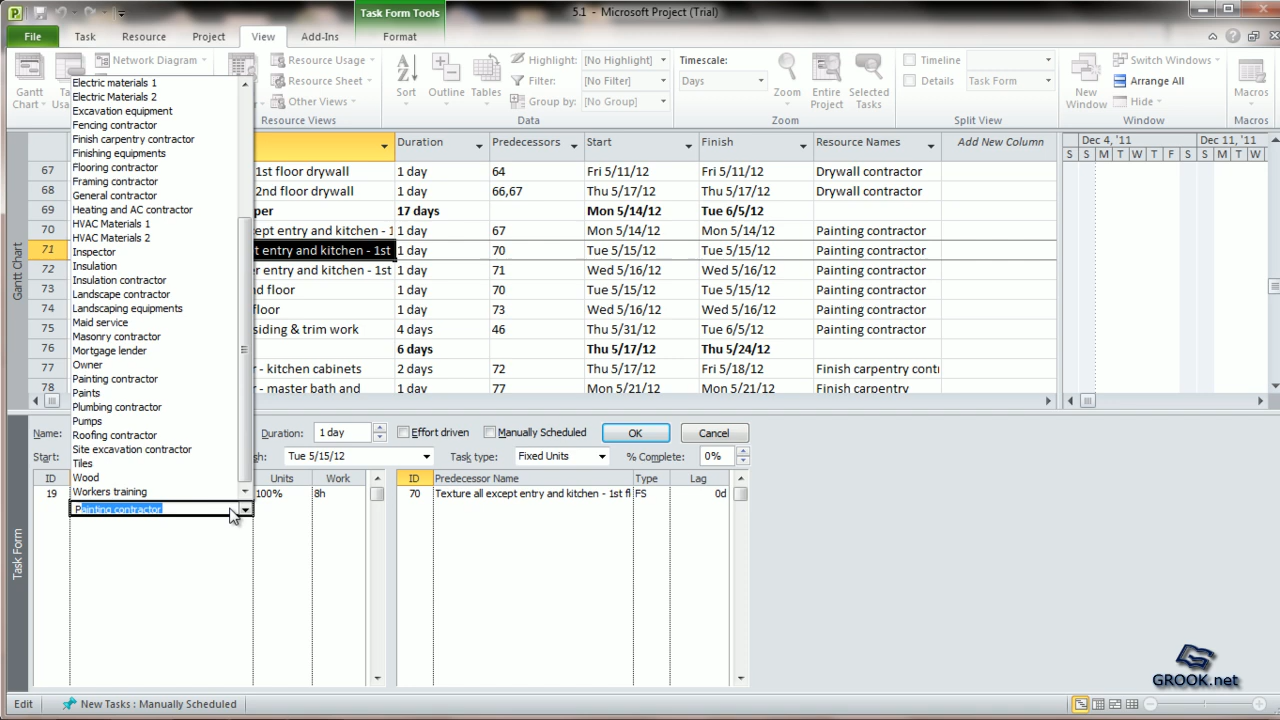 Task Form Tools
5.1 - Microsoft Project (Trial)
File Task Resource Project View Add-Ins Format
Network Diagram Resource Usage Highlight: [No Highlight] Timescale: Timeline Switch Windows
Resource Sheet Filter: [No Filter] Days Details Task Form Arrange All
Gantt Chart Other Views Sort Outline Tables Group by: [No Group] Zoom Entire Project Selected Tasks New Window Hide Macros
Resource Views Data Zoom Split View Window Macros
Electric materials 1
Electric Materials 2
Excavation equipment
Fencing contractor
Finish carpentry contractor
Finishing equipments
Flooring contractor
Framing contractor
General contractor
Heating and AC contractor
HVAC Materials 1
HVAC Materials 2
Inspector
Insulation
Insulation contractor
Landscape contractor
Landscaping equipments
Maid service
Masonry contractor
Mortgage lender
Owner
Painting contractor
Paints
Plumbing contractor
Pumps
Roofing contractor
Site excavation contractor
Tiles
Wood
Workers training
Painting contractor
Duration Predecessors Start Finish Resource Names Add New Column
Dec 4, '11 Dec 11, '11
S S M T W T F S S M T W
67 1st floor drywall 1 day 64 Fri 5/11/12 Fri 5/11/12 Drywall contractor
68 2nd floor drywall 1 day 66,67 Thu 5/17/12 Thu 5/17/12 Drywall contractor
69 per 17 days Mon 5/14/12 Tue 6/5/12
70 ept entry and kitchen - 1 1 day 67 Mon 5/14/12 Mon 5/14/12 Painting contractor
71 t entry and kitchen - 1st 1 day 70 Tue 5/15/12 Tue 5/15/12 Painting contractor
72 er entry and kitchen - 1st 1 day 71 Wed 5/16/12 Wed 5/16/12 Painting contractor
73 nd floor 1 day 70 Tue 5/15/12 Tue 5/15/12 Painting contractor
74 floor 1 day 73 Wed 5/16/12 Wed 5/16/12 Painting contractor
75 siding & trim work 4 days 46 Thu 5/31/12 Tue 6/5/12 Painting contractor
76 6 days Thu 5/17/12 Thu 5/24/12
77 r - kitchen cabinets 2 days 72 Thu 5/17/12 Fri 5/18/12 Finish carpentry contr
78 r - master bath and 1 day 77 Mon 5/21/12 Mon 5/21/12 Finish carpentry
Gantt Chart
Name: Duration: 1 day Effort driven Manually Scheduled OK Cancel
Start: sh: Tue 5/15/12 Task type: Fixed Units % Complete: 0%
ID Units Work ID Predecessor Name Type Lag
19 100% 8h 70 Texture all except entry and kitchen - 1st fl FS 0d
Task Form
GROOK.net
Edit New Tasks : Manually Scheduled